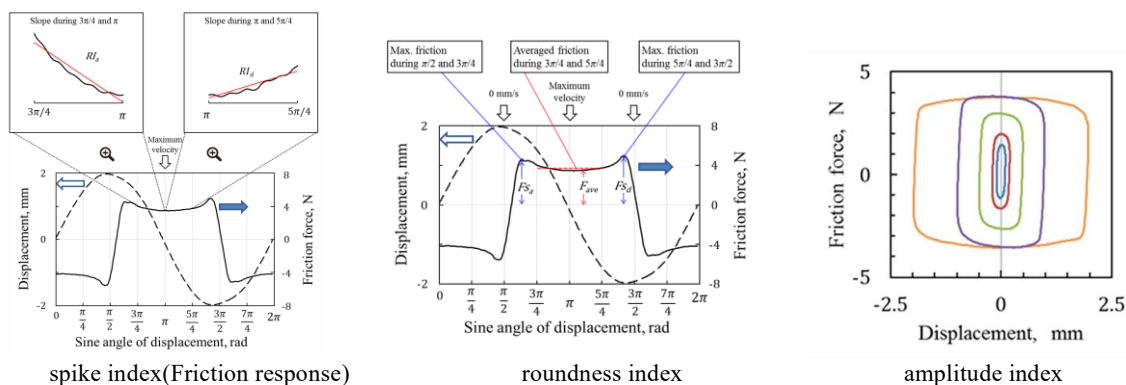 Slope during 3π/4 and π
RI_a
3π/4
π
Slope during π and 5π/4
RI_d
π
5π/4
Maximum
velocity
Displacement, mm
2
0
-2
8
4
0
-4
-8
Friction force, N
0
π/4
π/2
3π/4
π
5π/4
3π/2
7π/4
2π
Sine angle of displacement, rad
spike index(Friction response)
Max. friction
during π/2 and 3π/4
Averaged friction
during 3π/4 and 5π/4
Max. friction
during 5π/4 and 3π/2
0 mm/s
Maximum
velocity
0 mm/s
Displacement, mm
2
1
0
-1
-2
Fs_a
F_ave
Fs_d
8
4
0
-4
-8
Friction force, N
0
π/4
π/2
3π/4
π
5π/4
3π/2
7π/4
2π
Sine angle of displacement, rad
roundness index
Friction force, N
5
0
-5
-2.5
0
2.5
Displacement, mm
amplitude index